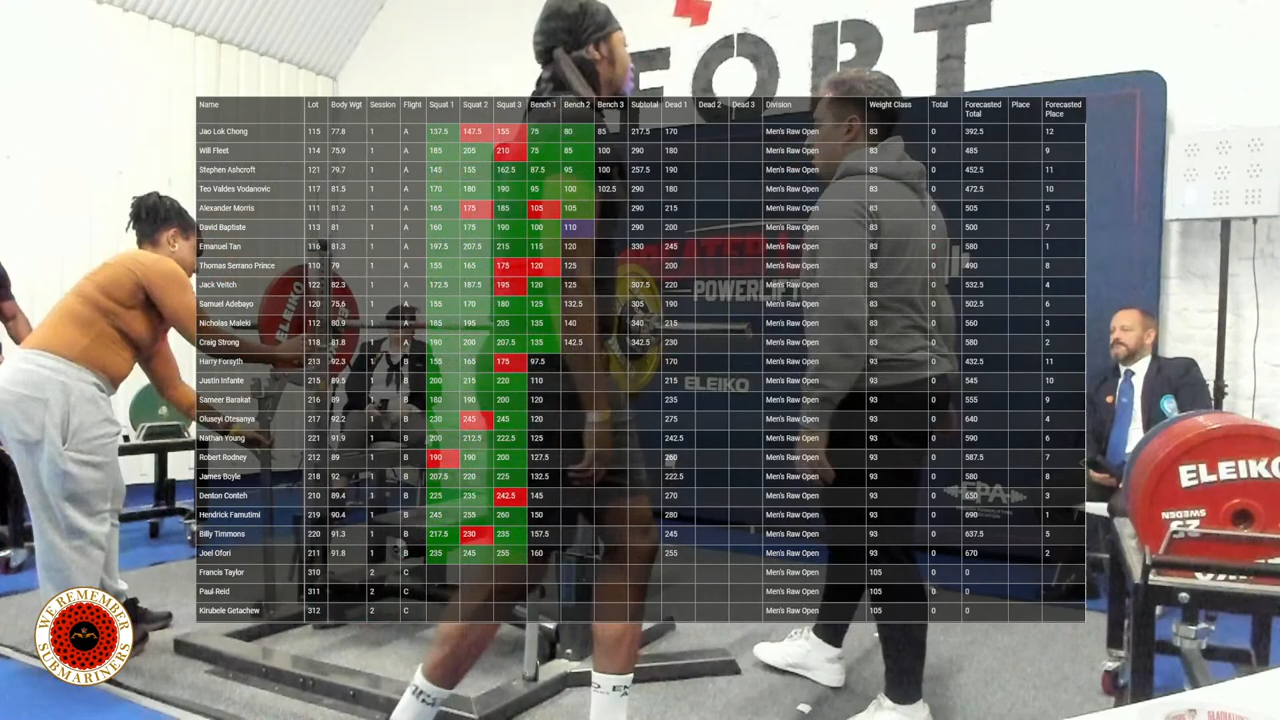 FORT
Name Lot Body Wgt Session Flight Squat 1 Squat 2 Squat 3 Bench 1 Bench 2 Bench 3 Subtotal Dead 1 Dead 2 Dead 3 Division Weight Class Total Forecasted Total Place Forecasted Place
Jao Lok Chong 115 77.8 1 A 137.5 147.5 155 75 80 85 217.5 170 Men's Raw Open 83 0 392.5 12
Will Fleet 114 75.9 1 A 185 205 210 75 85 100 290 180 Men's Raw Open 83 0 485 9
Stephen Ashcroft 121 79.7 1 A 145 155 162.5 87.5 95 100 257.5 190 Men's Raw Open 83 0 452.5 11
Teo Valdes Vodanovic 117 81.5 1 A 170 180 190 95 100 102.5 290 180 Men's Raw Open 83 0 472.5 10
Alexander Morris 111 81.2 1 A 165 175 185 105 105 290 215 Men's Raw Open 83 0 505 5
David Baptiste 113 81 1 A 160 175 190 100 110 290 200 Men's Raw Open 83 0 500 7
Emanuel Tan 116 81.3 1 A 197.5 207.5 215 115 120 330 245 Men's Raw Open 83 0 580 1
Thomas Serrano Prince 110 79 1 A 155 165 175 120 125 200 Men's Raw Open 83 0 490 8
Jack Veitch 122 82.3 1 A 172.5 187.5 195 120 125 307.5 220 Men's Raw Open 83 0 532.5 4
Samuel Adebayo 120 75.6 1 A 155 170 180 125 132.5 305 190 Men's Raw Open 83 0 502.5 6
Nicholas Maleki 112 80.9 1 A 185 195 205 135 140 340 215 Men's Raw Open 83 0 560 3
Craig Strong 118 81.8 1 A 190 200 207.5 135 142.5 342.5 230 Men's Raw Open 83 0 580 2
Harry Forsyth 213 92.3 1 B 155 165 175 97.5 170 Men's Raw Open 93 0 432.5 11
Justin Infante 215 89.5 1 B 200 215 220 110 215 Men's Raw Open 93 0 545 10
Sameer Barakat 216 89 1 B 180 190 200 120 235 Men's Raw Open 93 0 555 9
Oluseyi Otesanya 217 92.2 1 B 230 245 245 120 275 Men's Raw Open 93 0 640 4
Nathan Young 221 91.9 1 B 200 212.5 222.5 125 242.5 Men's Raw Open 93 0 590 6
Robert Rodney 212 89 1 B 190 190 200 127.5 260 Men's Raw Open 93 0 587.5 7
James Boyle 218 92 1 B 207.5 220 225 132.5 222.5 Men's Raw Open 93 0 580 8
Denton Conteh 210 89.4 1 B 225 235 242.5 145 270 Men's Raw Open 93 0 650 3
Hendrick Famutimi 219 90.4 1 B 245 255 260 150 280 Men's Raw Open 93 0 690 1
Billy Timmons 220 91.3 1 B 217.5 230 235 157.5 245 Men's Raw Open 93 0 637.5 5
Joel Ofori 211 91.8 1 B 235 245 255 160 255 Men's Raw Open 93 0 670 2
Francis Taylor 310 2 C Men's Raw Open 105 0 0
Paul Reid 311 2 C Men's Raw Open 105 0 0
Kirubele Getachew 312 2 C Men's Raw Open 105 0 0
ELEIKO
ELEIKO
EPA
ELEIKO
SWEDEN
25
WE REMEMBER
SUBMARINERS